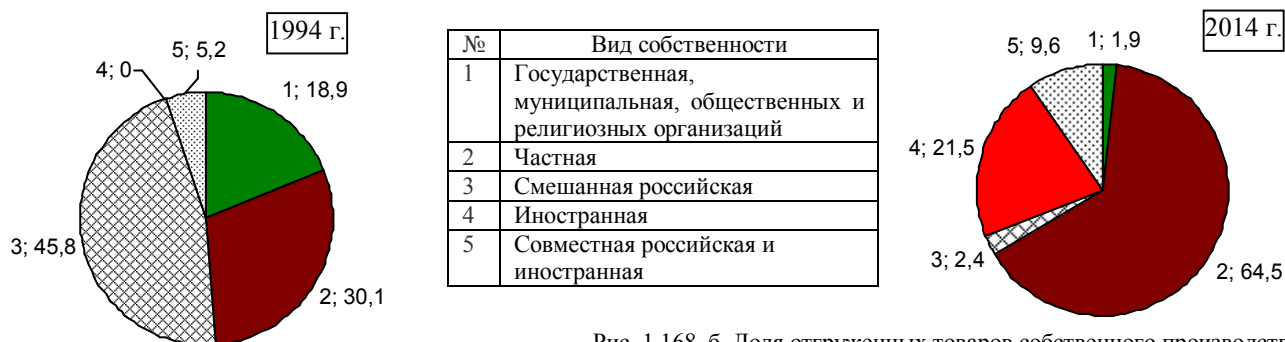 1994 г.
5; 5,2
4; 0
1; 18,9
3; 45,8
2; 30,1
№ Вид собственности
1 Государственная,
муниципальная, общественных и
религиозных организаций
2 Частная
3 Смешанная российская
4 Иностранная
5 Совместная российская и
иностранная
2014 г.
5; 9,6 1; 1,9
4; 21,5
3; 2,4
2; 64,5
Рис. 1.168, б. Доля отгруженных товаров собственного